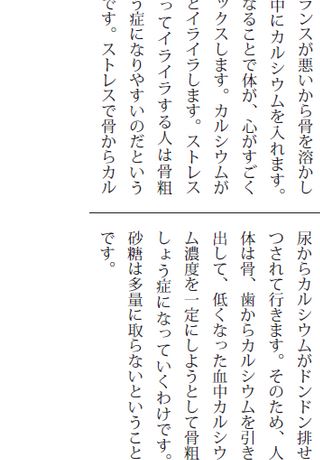 ランスが悪いから骨を溶かし
中にカルシウムを入れます。
なることで体が、心がすごく
ックスします。カルシウムが
とイライラします。ストレス
ってイライラする人は骨粗
う症になりやすいのだという
です。ストレスで骨からカル
尿からカルシウムがドンドン排せ
つされて行きます。そのため、人
体は骨、歯からカルシウムを引き
出して、低くなった血中カルシウ
ム濃度を一定にしようとして骨粗
しょう症になっていくわけです。
砂糖は多量に取らないということ
です。